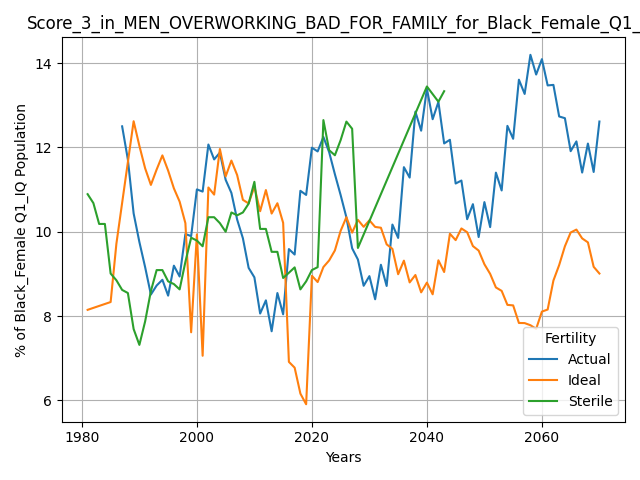 Score_3_in_MEN_OVERWORKING_BAD_FOR_FAMILY_for_Black_Female_Q1_
% of Black_Female Q1_IQ Population
14
12
10
8
6
1980
2000
2020
2040
2060
Years
Fertility
Actual
Ideal
Sterile